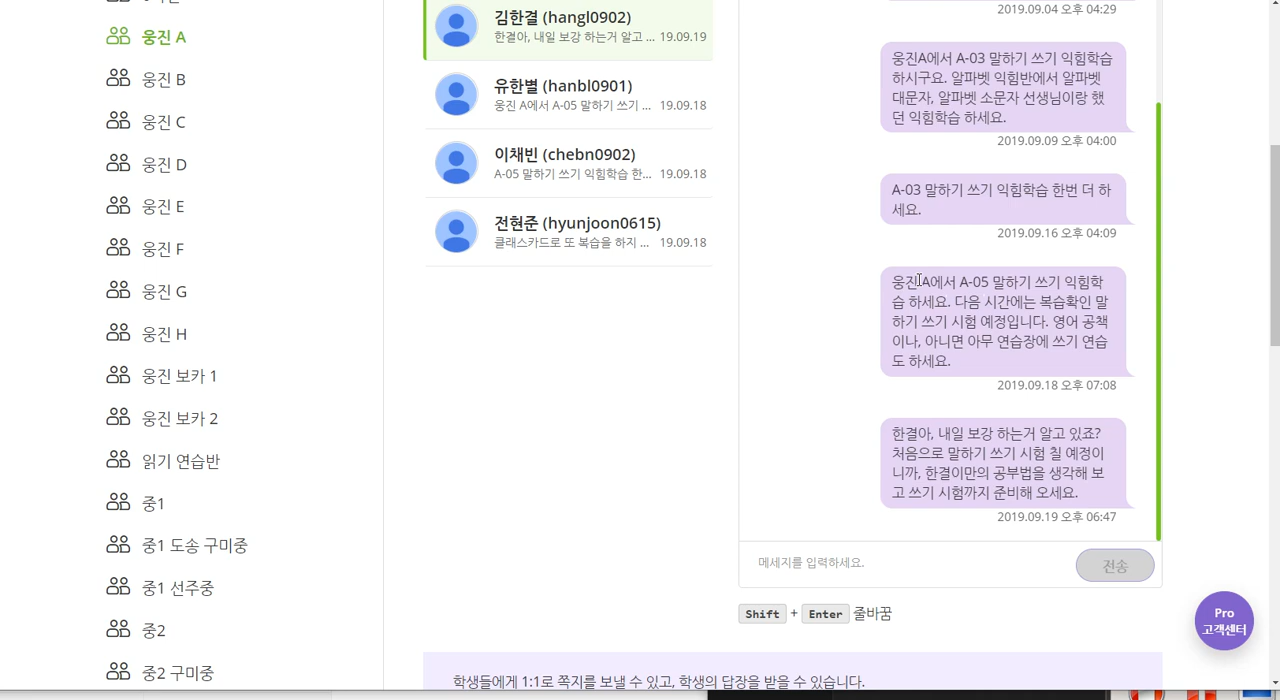 웅진 A
웅진 B
웅진 C
웅진 D
웅진 E
웅진 F
웅진 G
웅진 H
웅진 보카 1
웅진 보카 2
읽기 연습반
중1
중1 도송 구미중
중1 선주중
중2
중2 구미중
김한결 (hangl0902)
한결아, 내일 보강 하는거 알고 ... 19.09.19
유한별 (hanbl0901)
웅진 A에서 A-05 말하기 쓰기 ... 19.09.18
이채빈 (chebn0902)
A-05 말하기 쓰기 익힘학습 한... 19.09.18
전현준 (hyunjoon0615)
클래스카드로 또 복습을 하지 ... 19.09.18
2019.09.04 오후 04:29
웅진A에서 A-03 말하기 쓰기 익힘학습
하시구요. 알파벳 익힘반에서 알파벳
대문자, 알파벳 소문자 선생님이랑 했
던 익힘학습 하세요.
2019.09.09 오후 04:00
A-03 말하기 쓰기 익힘학습 한번 더 하
세요.
2019.09.16 오후 04:09
웅진A에서 A-05 말하기 쓰기 익힘학
습 하세요. 다음 시간에는 복습확인 말
하기 쓰기 시험 예정입니다. 영어 공책
이나, 아니면 아무 연습장에 쓰기 연습
도 하세요.
2019.09.18 오후 07:08
한결아, 내일 보강 하는거 알고 있죠?
처음으로 말하기 쓰기 시험 칠 예정이
니까, 한결이만의 공부법을 생각해 보
고 쓰기 시험까지 준비해 오세요.
2019.09.19 오후 06:47
메세지를 입력하세요.
전송
Shift + Enter 줄바꿈
Pro
고객센터
학생들에게 1:1로 쪽지를 보낼 수 있고, 학생의 답장을 받을 수 있습니다.